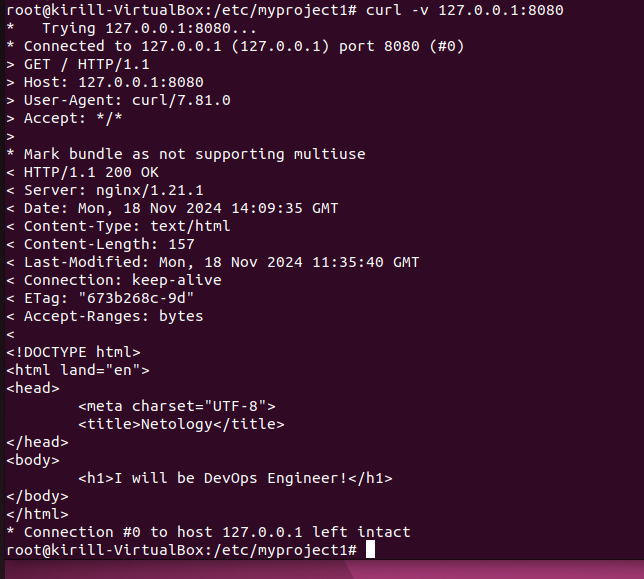 root@kirill-VirtualBox:/etc/myproject1# curl -v 127.0.0.1:8080
*   Trying 127.0.0.1:8080...
* Connected to 127.0.0.1 (127.0.0.1) port 8080 (#0)
> GET / HTTP/1.1
> Host: 127.0.0.1:8080
> User-Agent: curl/7.81.0
> Accept: */*
>
* Mark bundle as not supporting multiuse
< HTTP/1.1 200 OK
< Server: nginx/1.21.1
< Date: Mon, 18 Nov 2024 14:09:35 GMT
< Content-Type: text/html
< Content-Length: 157
< Last-Modified: Mon, 18 Nov 2024 11:35:40 GMT
< Connection: keep-alive
< ETag: "673b268c-9d"
< Accept-Ranges: bytes
<
<!DOCTYPE html>
<html land="en">
<head>
        <meta charset="UTF-8">
        <title>Netology</title>
</head>
<body>
        <h1>I will be DevOps Engineer!</h1>
</body>
</html>
* Connection #0 to host 127.0.0.1 left intact
root@kirill-VirtualBox:/etc/myproject1#